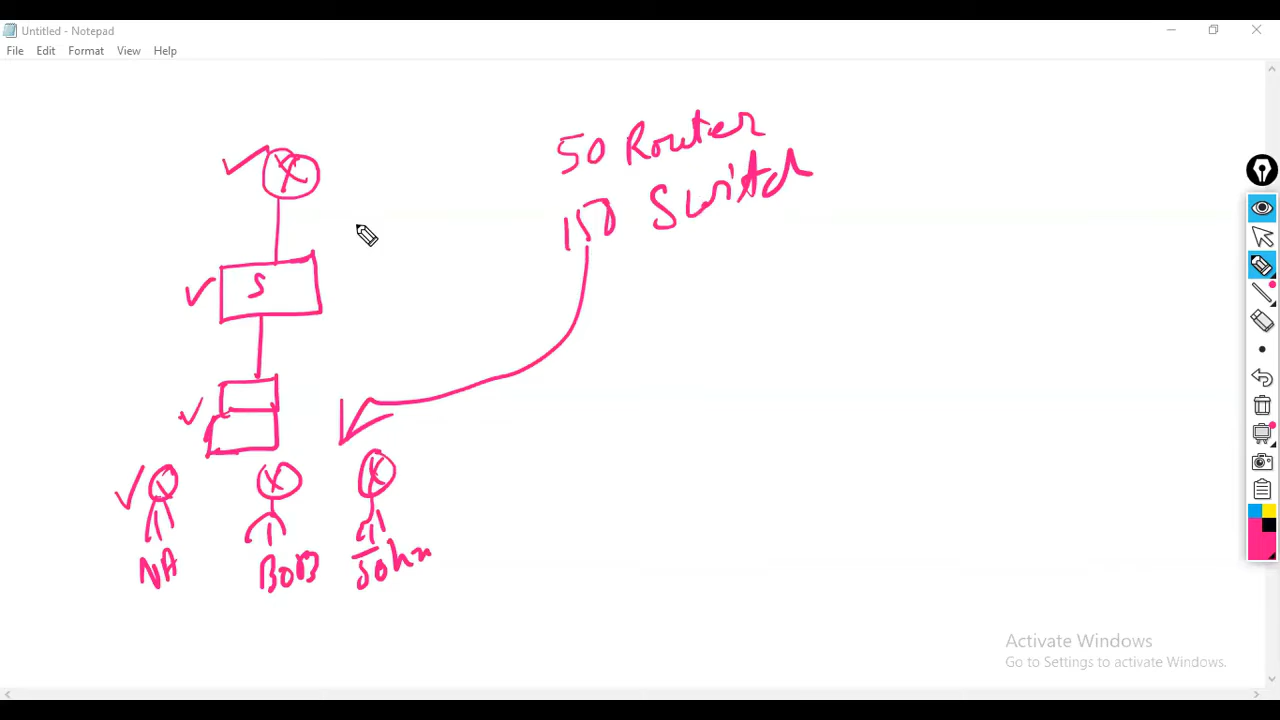 Untitled - Notepad
File Edit Format View Help
50 Router
150 Switch
X
S
X X X
NA BOB John
Activate Windows
Go to Settings to activate Windows.